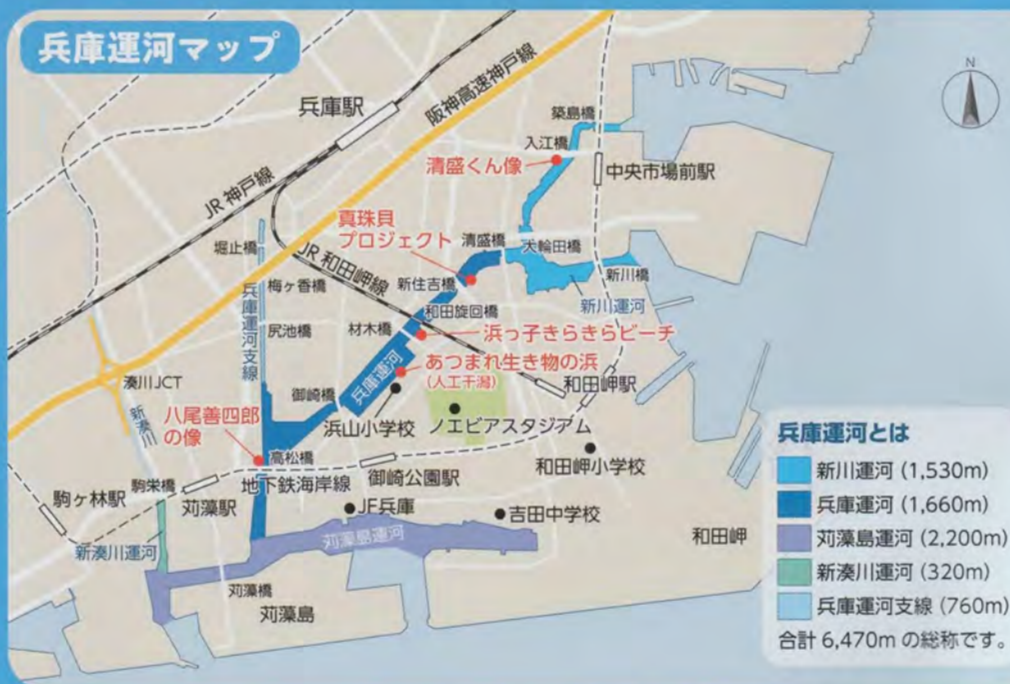 兵庫運河マップ
N
兵庫駅
阪神高速神戸線
築島橋
入江橋
清盛くん像
中央市場前駅
JR 神戸線
真珠貝
プロジェクト
清盛橋
大輪田橋
堀止橋
JR 和田岬線
新住吉橋
新川橋
新川運河
梅ヶ香橋
兵庫運河支線
和田旋回橋
尻池橋
材木橋
浜っ子きらきらビーチ
兵庫運河
あつまれ生き物の浜
(人工干潟)
湊川JCT
新湊川
御崎橋
和田岬駅
浜山小学校
ノエビアスタジアム
八尾善四郎
の像
高松橋
和田岬小学校
駒ヶ林駅
駒栄橋
苅藻駅
地下鉄海岸線
御崎公園駅
JF兵庫
吉田中学校
新湊川運河
苅藻島運河
和田岬
苅藻橋
苅藻島
兵庫運河とは
新川運河 (1,530m)
兵庫運河 (1,660m)
苅藻島運河 (2,200m)
新湊川運河 (320m)
兵庫運河支線 (760m)
合計 6,470m の総称です。